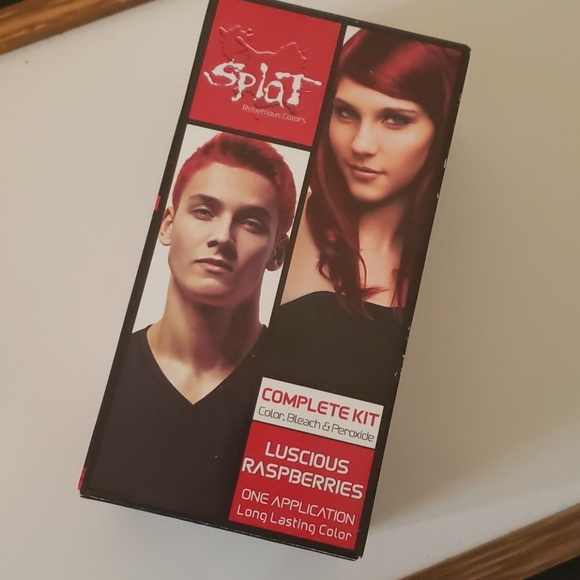 Splat
Rebellious Colors
COMPLETE KIT
Color, Bleach & Peroxide
LUSCIOUS
RASPBERRIES
ONE APPLICATION
Long Lasting Color